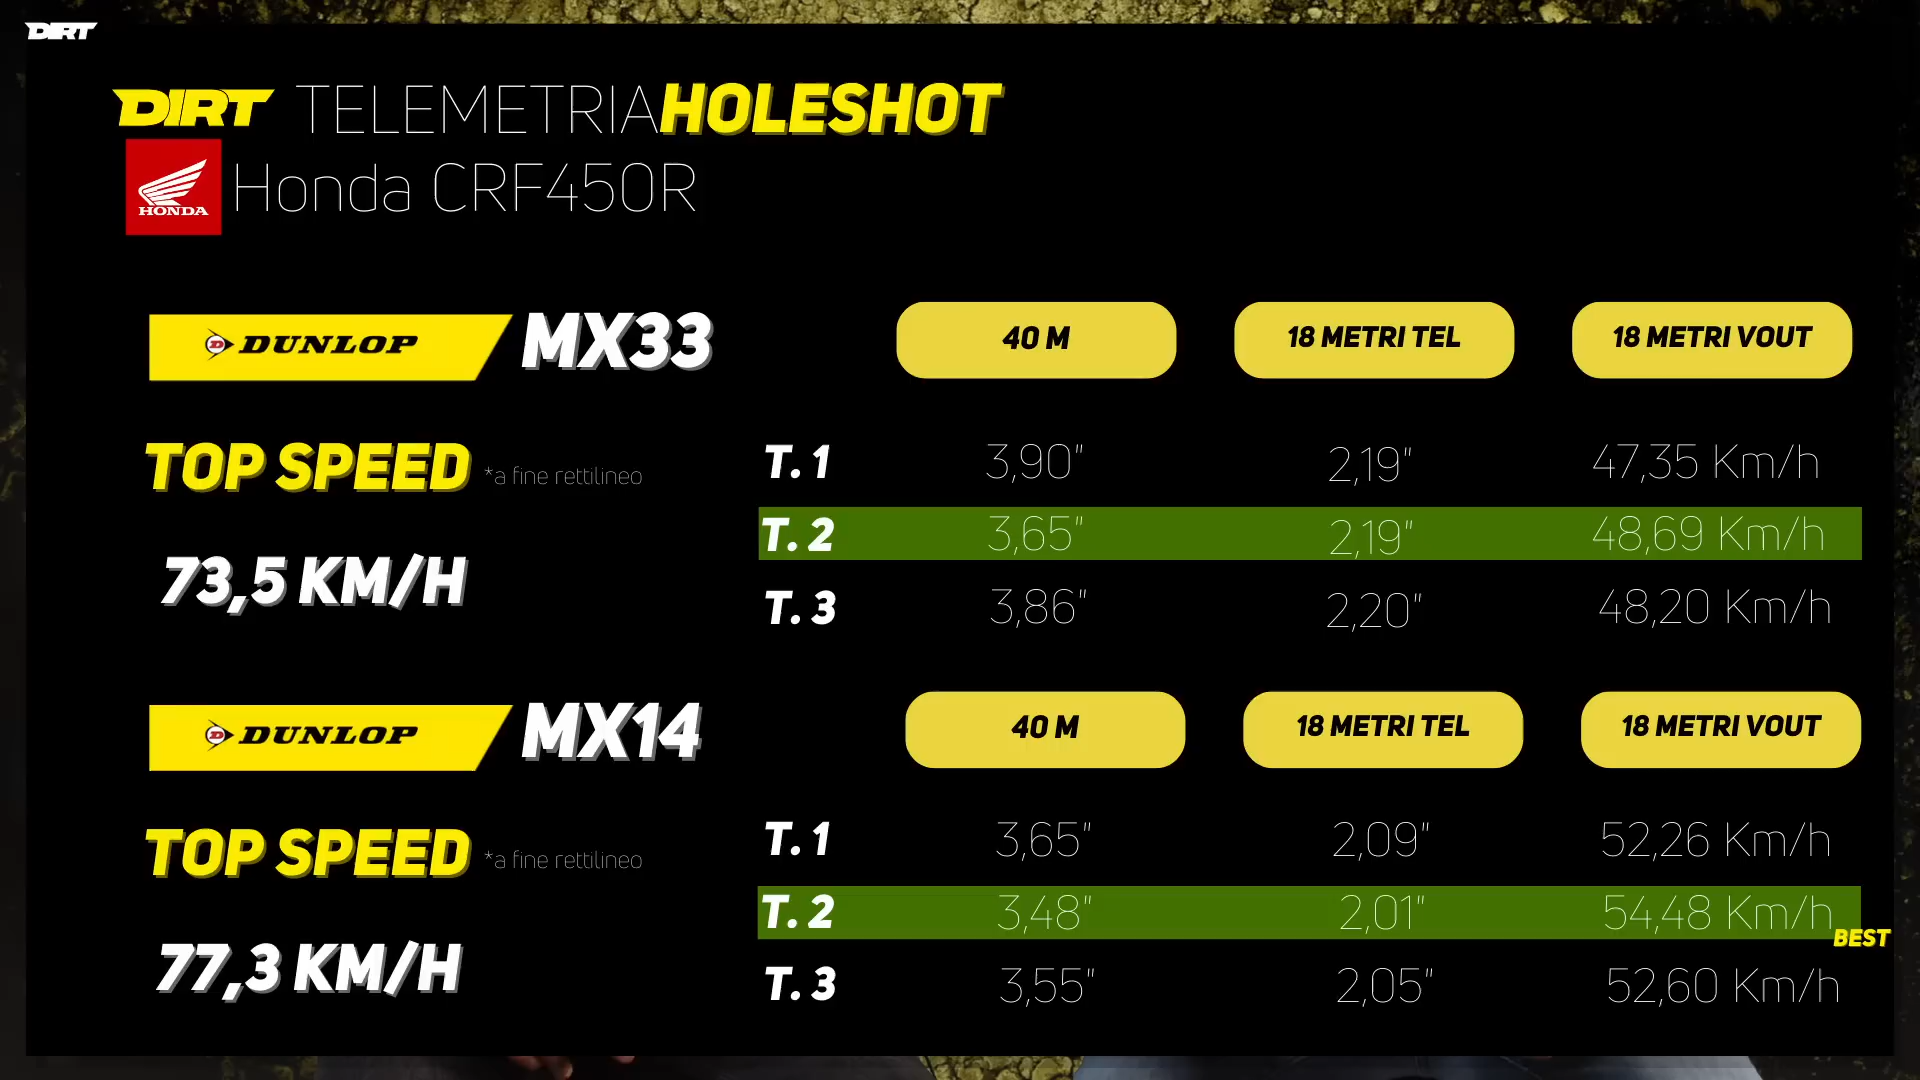 DIRT
DIRT TELEMETRIA HOLESHOT
HONDA
Honda CRF450R
DUNLOP MX33 40 M 18 METRI TEL 18 METRI VOUT
TOP SPEED *a fine rettilineo
73,5 KM/H
T. 1 3,90" 2,19" 47,35 Km/h
T. 2 3,65" 2,19" 48,69 Km/h
T. 3 3,86" 2,20" 48,20 Km/h
DUNLOP MX14 40 M 18 METRI TEL 18 METRI VOUT
TOP SPEED *a fine rettilineo
77,3 KM/H
T. 1 3,65" 2,09" 52,26 Km/h
T. 2 3,48" 2,01" 54,48 Km/h
BEST
T. 3 3,55" 2,05" 52,60 Km/h